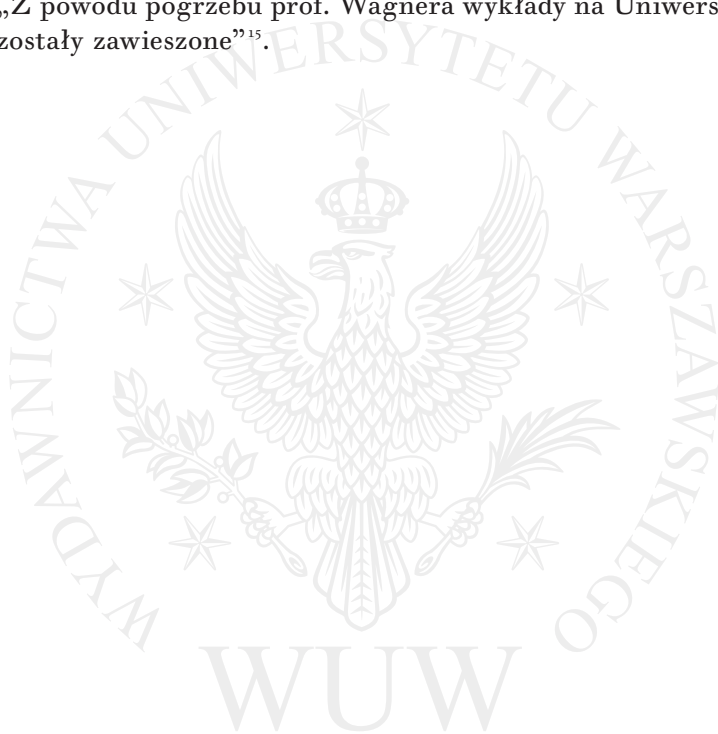 „Z powodu pogrzebu prof. Wagnera wykłady na Uniwers
zostały zawieszone”¹⁵.
WYDAWNICTWA UNIWERSYTETU WARSZAWSKIEGO
WUW